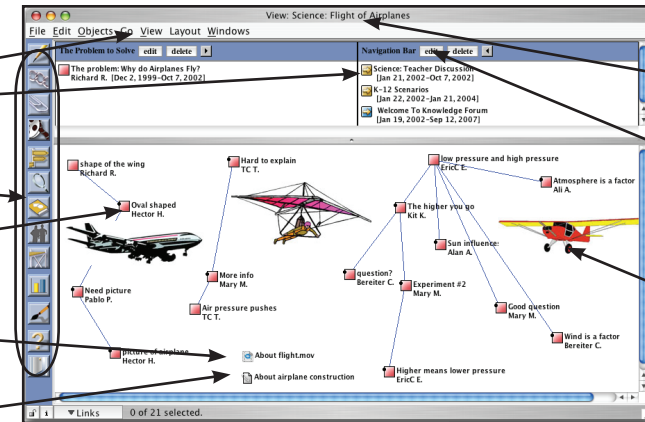 View: Science: Flight of Airplanes
File Edit Objects Go View Layout Windows
The Problem to Solve edit delete
Navigation Bar edit delete
The problem: Why do Airplanes Fly?
Richard R. [Dec 2, 1999-Oct 7, 2002]
Science: Teacher Discussion
[Jan 21, 2002-Oct 7, 2002]
K-12 Scenarios
[Jan 22, 2002-Jan 21, 2004]
Welcome To Knowledge Forum
[Jan 19, 2002-Sep 12, 2007]
shape of the wing
Richard R.
Hard to explain
TC T.
low pressure and high pressure
EricC E.
Atmosphere is a factor
Ali A.
Oval shaped
Hector H.
The higher you go
Kit K.
Sun influence:
Alan A.
More info
Mary M.
question?
Bereiter C.
Experiment #2
Mary M.
Need picture
Pablo P.
Air pressure pushes
TC T.
Good question
Mary M.
Wind is a factor
Bereiter C.
picture of airplane
Hector H.
About flight.mov
Higher means lower pressure
EricC E.
About airplane construction
i Links 0 of 21 selected.